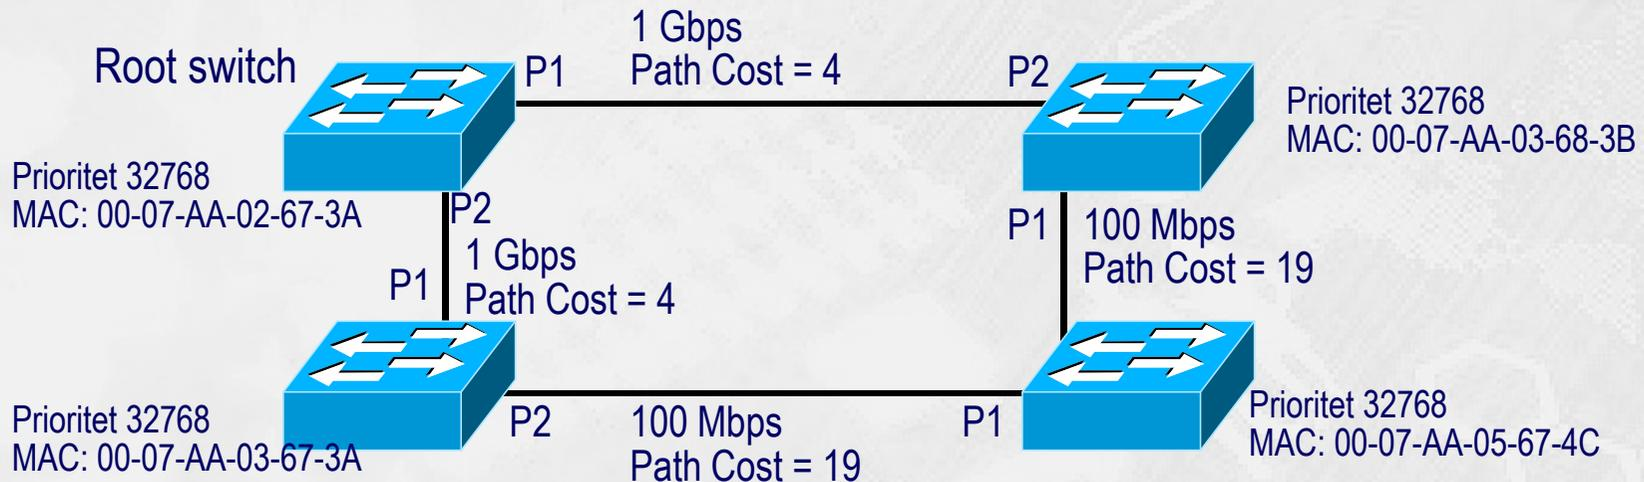 Root switch
P1
1 Gbps
Path Cost = 4
P2
Prioritet 32768
MAC: 00-07-AA-03-68-3B
Prioritet 32768
MAC: 00-07-AA-02-67-3A
P2
P1
1 Gbps
Path Cost = 4
P1
100 Mbps
Path Cost = 19
Prioritet 32768
MAC: 00-07-AA-03-67-3A
P2
100 Mbps
Path Cost = 19
P1
Prioritet 32768
MAC: 00-07-AA-05-67-4C